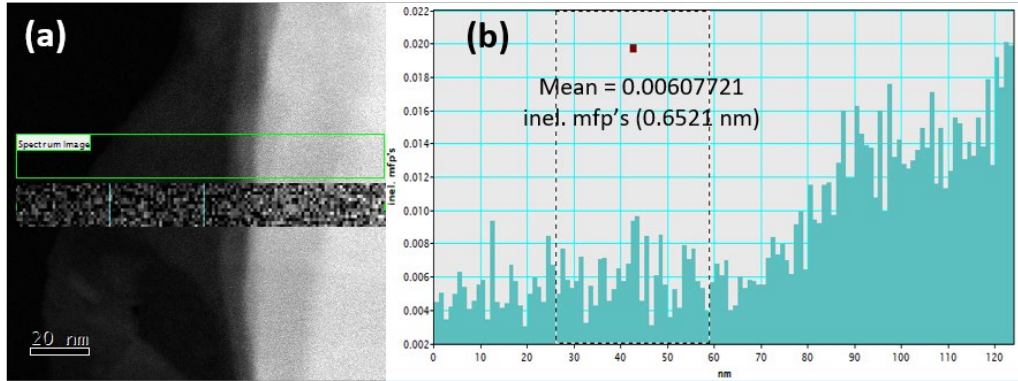 (a)
Spectrum Image
20 nm
(b)
0.022
0.020
0.018
0.016
0.014
0.012
0.010
0.008
0.006
0.004
0.002
inel. mfp's
Mean = 0.00607721
inel. mfp's (0.6521 nm)
0 10 20 30 40 50 60 70 80 90 100 110 120
nm